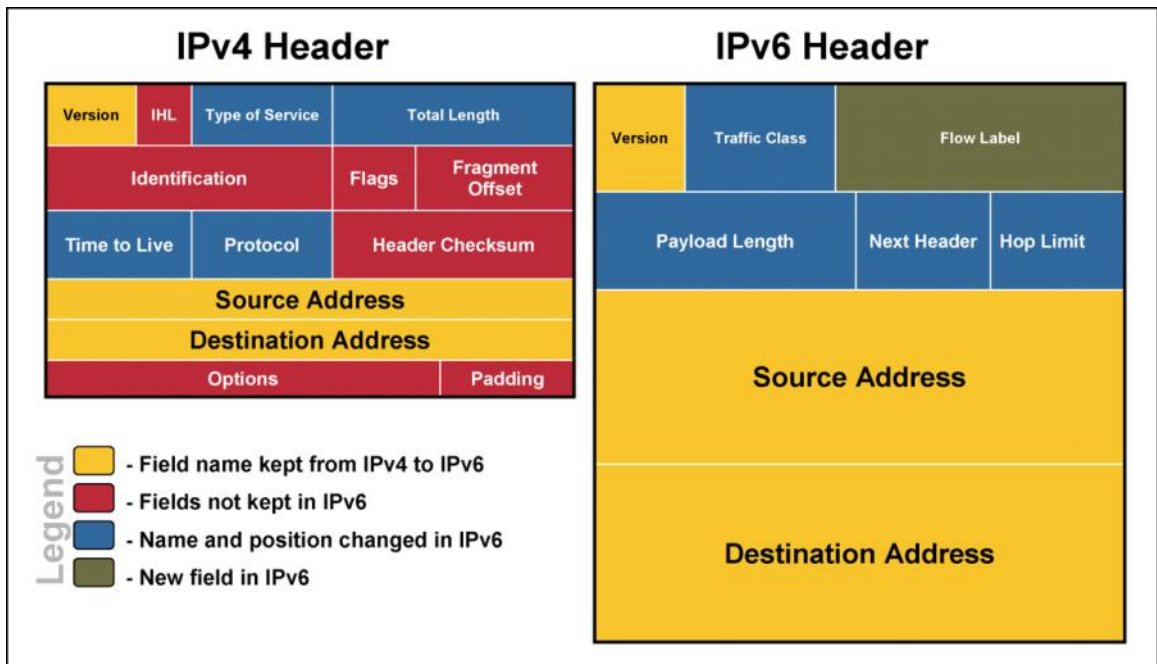 IPv4 Header
IPv6 Header
Version IHL Type of Service Total Length
Identification Flags Fragment Offset
Time to Live Protocol Header Checksum
Source Address
Destination Address
Options Padding
Version Traffic Class Flow Label
Payload Length Next Header Hop Limit
Source Address
Destination Address
Legend
- Field name kept from IPv4 to IPv6
- Fields not kept in IPv6
- Name and position changed in IPv6
- New field in IPv6